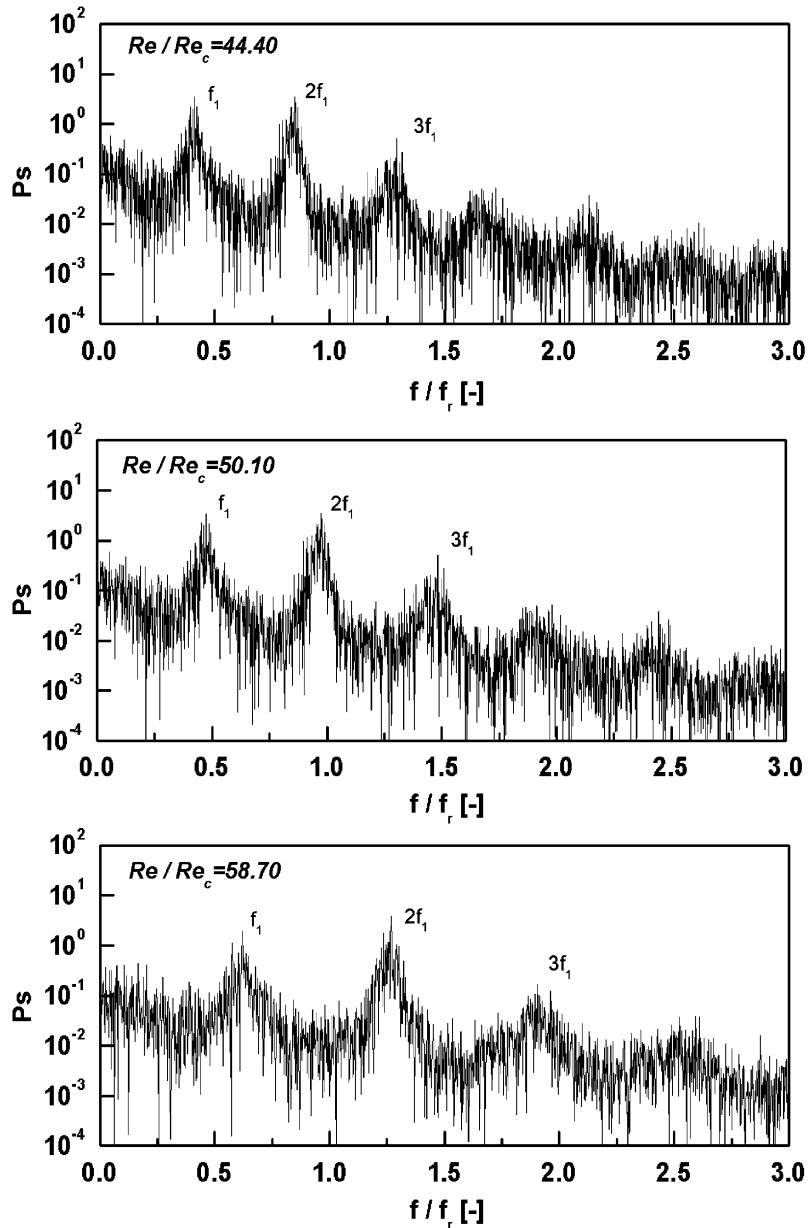 Re / Re_c=44.40
f_1
2f_1
3f_1
Ps
10^2
10^1
10^0
10^-1
10^-2
10^-3
10^-4
0.0 0.5 1.0 1.5 2.0 2.5 3.0
f / f_r [-]
Re / Re_c=50.10
f_1
2f_1
3f_1
Ps
10^2
10^1
10^0
10^-1
10^-2
10^-3
10^-4
0.0 0.5 1.0 1.5 2.0 2.5 3.0
f / f_r [-]
Re / Re_c=58.70
f_1
2f_1
3f_1
Ps
10^2
10^1
10^0
10^-1
10^-2
10^-3
10^-4
0.0 0.5 1.0 1.5 2.0 2.5 3.0
f / f_r [-]